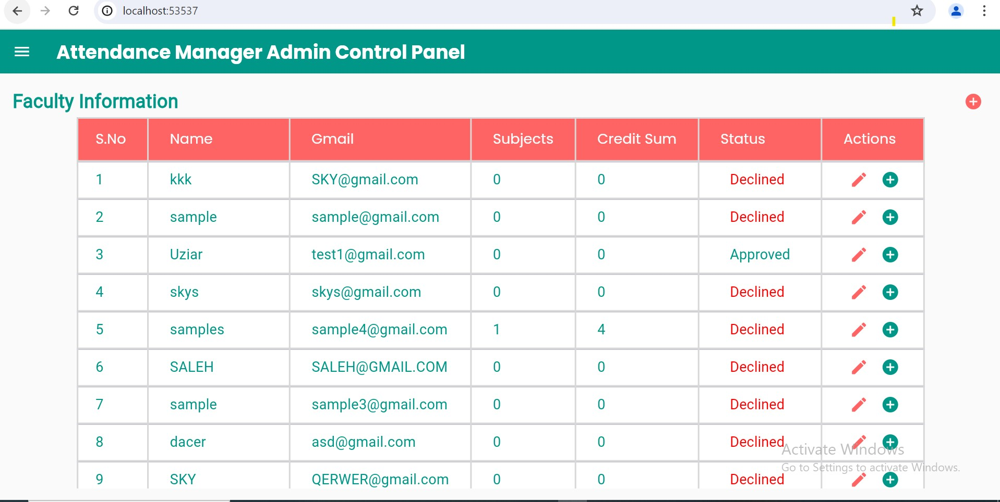 localhost:53537
Attendance Manager Admin Control Panel
Faculty Information
S.No Name Gmail Subjects Credit Sum Status Actions
1 kkk SKY@gmail.com 0 0 Declined
2 sample sample@gmail.com 0 0 Declined
3 Uziar test1@gmail.com 0 0 Approved
4 skys skys@gmail.com 0 0 Declined
5 samples sample4@gmail.com 1 4 Declined
6 SALEH SALEH@GMAIL.COM 0 0 Declined
7 sample sample3@gmail.com 0 0 Declined
8 dacer asd@gmail.com 0 0 Declined
Activate Windows
Go to Settings to activate Windows.
9 SKY QERWER@gmail.com 0 0 Declined